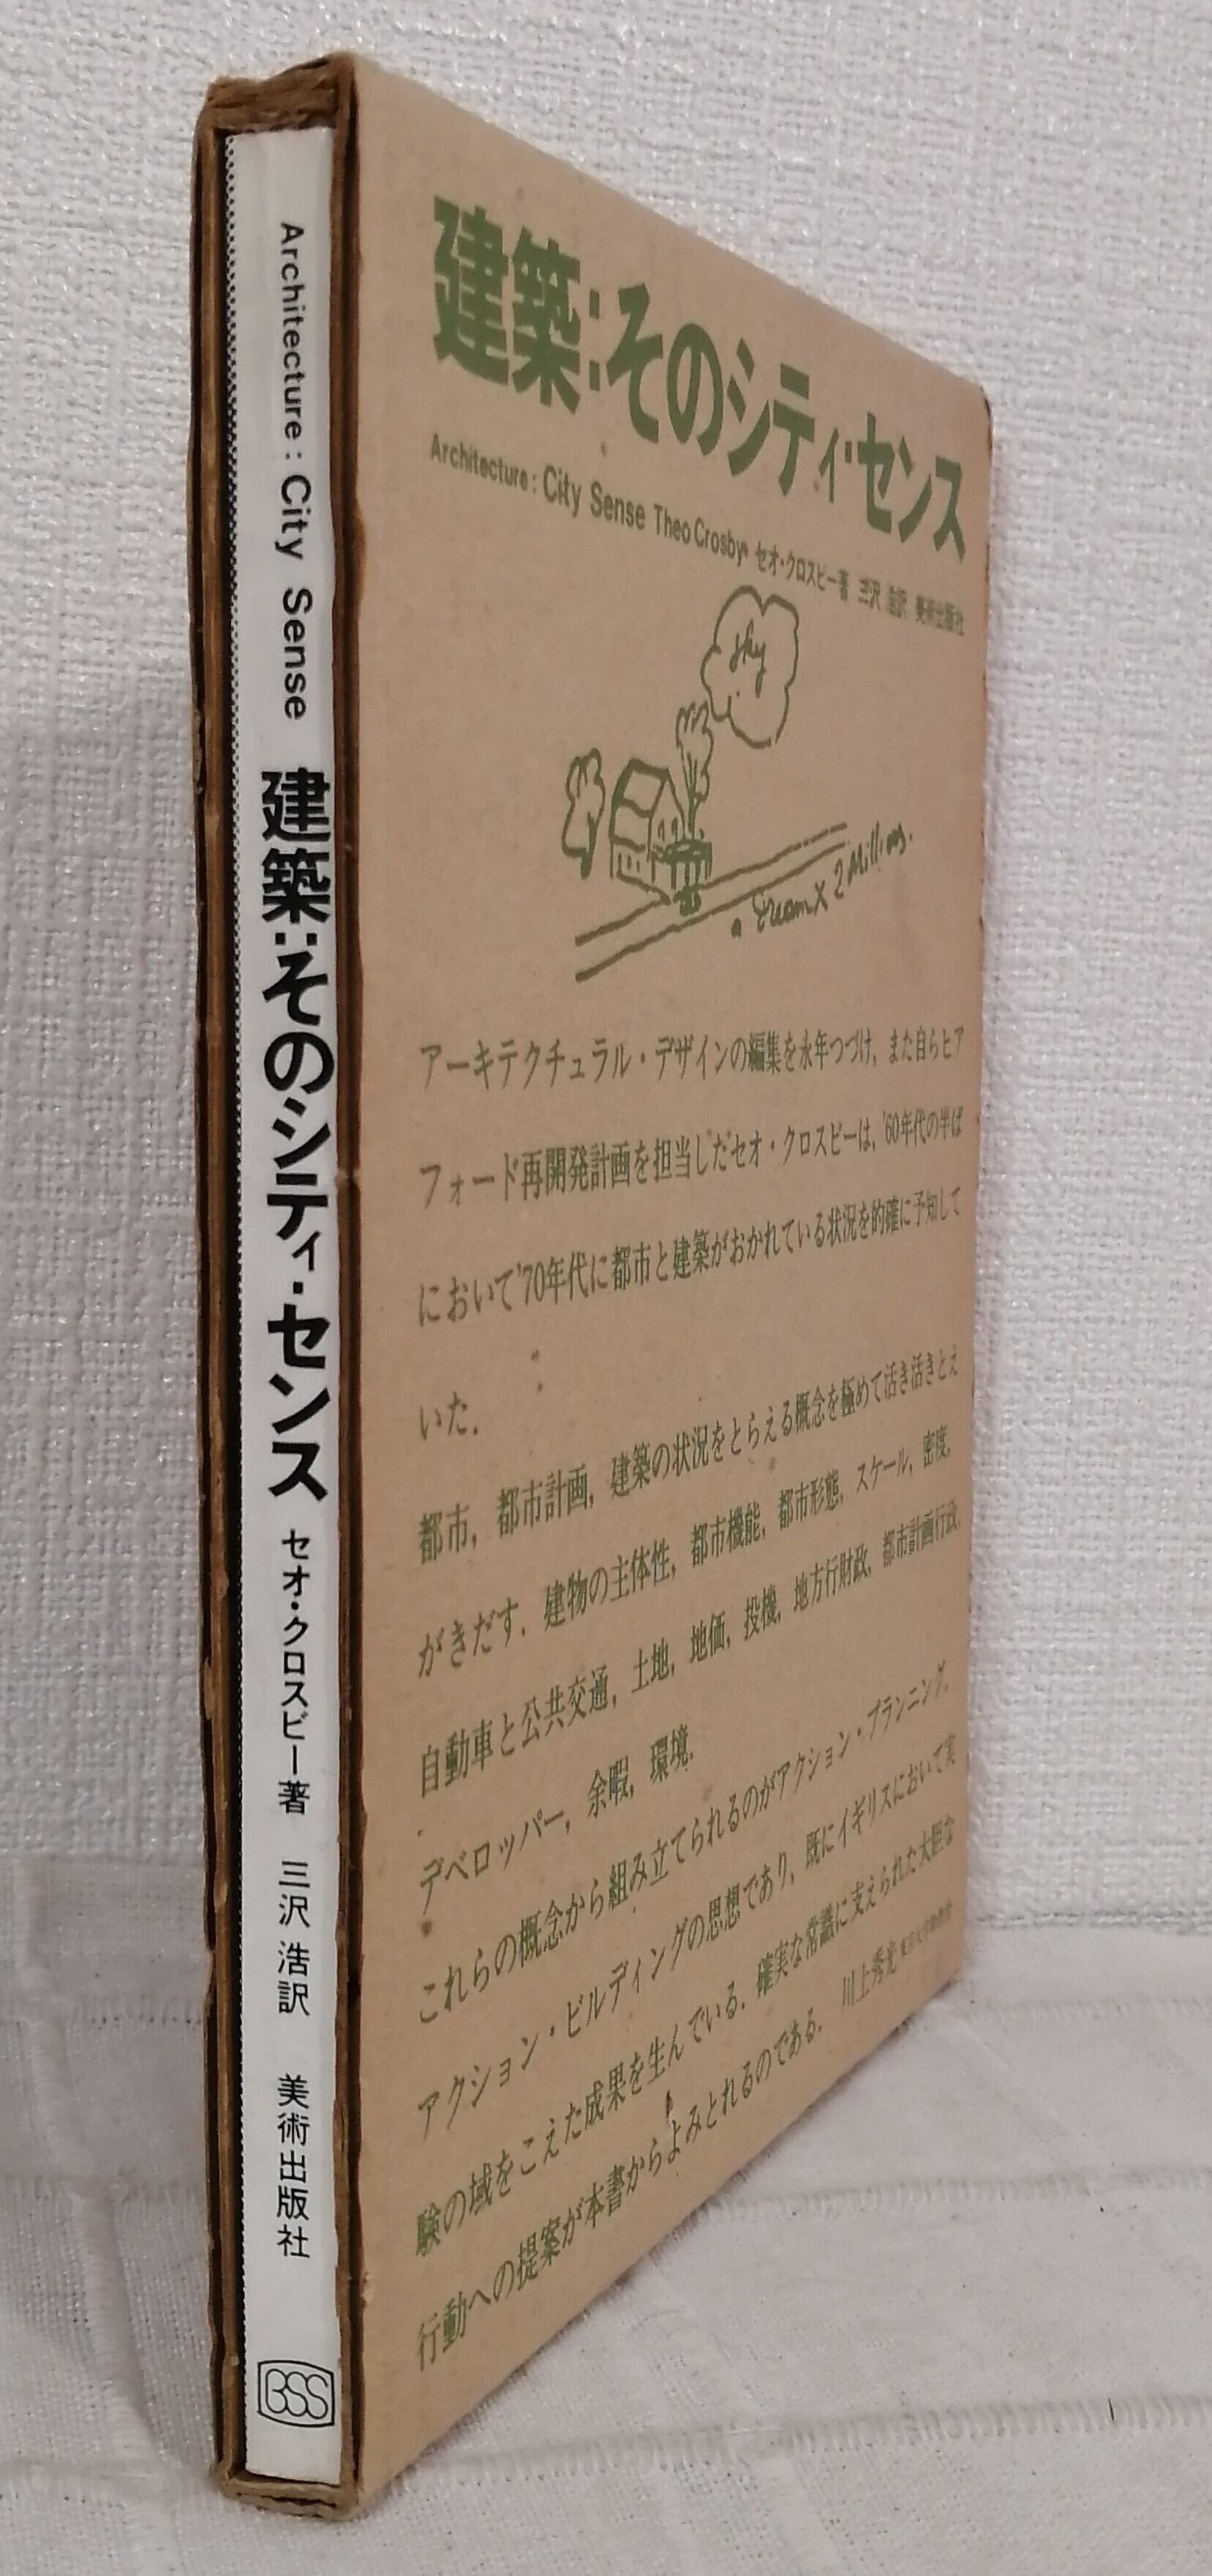 Architecture : City Sense 建築:そのシティ・センス セオ・クロスビー著 三沢 浩訳 美術出版社
BSS
建築:そのシティ・センス
Architecture : City Sense Theo Crosby セオ・クロスビー著 三沢 浩訳 美術出版社
sky
a Dream X 2 Millions.
アーキテクチュラル・デザインの編集を永年つづけ，また自らヒア
フォード再開発計画を担当したセオ・クロスビーは，'60年代の半ば
において'70年代に都市と建築がおかれている状況を的確に予知して
いた．
都市，都市計画，建築の状況をとらえる概念を極めて活き活きとえ
がきだす．建物の主体性，都市機能，都市形態，スケール，密度，
自動車と公共交通，土地，地価，投機，地方行財政，都市計画行政，
デベロッパー，余暇，環境．
これらの概念から組み立てられるのがアクション・プランニング，
アクション・ビルディングの思想であり，既にイギリスにおいて実
験の域をこえた成果を生んでいる．確実な常識に支えられた大胆な
行動への提案が本書からよみとれるのである． 川上秀光